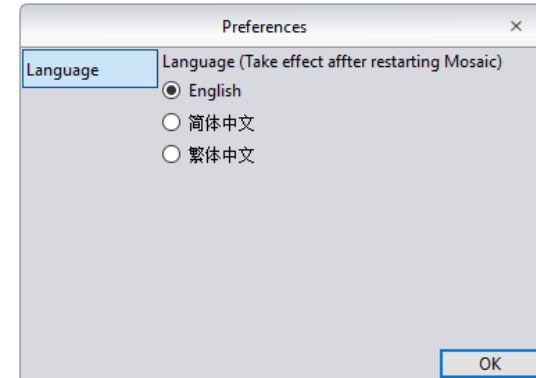 Preferences
Language
Language (Take effect affter restarting Mosaic)
English
简体中文
繁体中文
OK